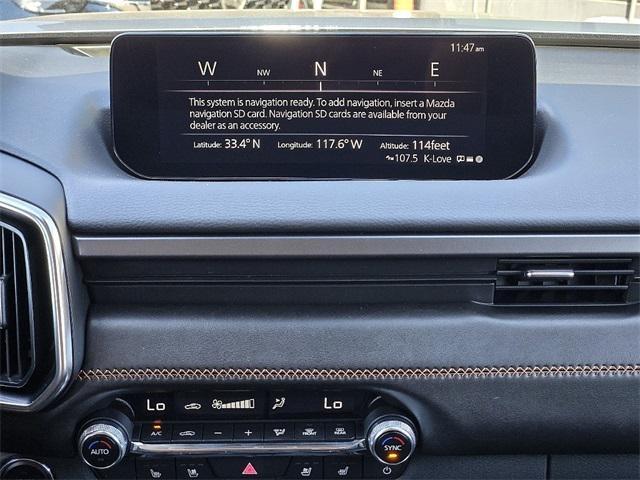 11:47 am
W NW N NE E
This system is navigation ready. To add navigation, insert a Mazda
navigation SD card. Navigation SD cards are available from your
dealer as an accessory.
Latitude: 33.4° N Longitude: 117.6° W Altitude: 114feet
107.5 K-Love
Lo Lo
A/C - + FRONT REAR
AUTO SYNC